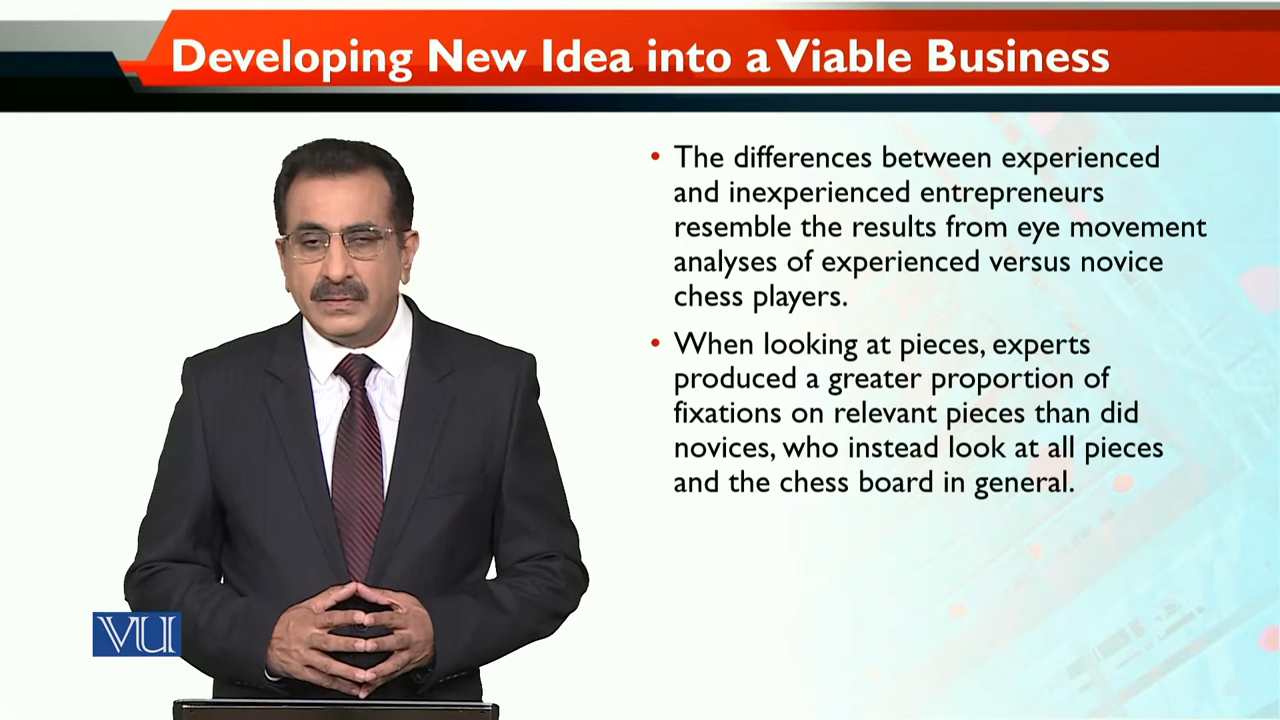 Developing New Idea into a Viable Business
• The differences between experienced
and inexperienced entrepreneurs
resemble the results from eye movement
analyses of experienced versus novice
chess players.
• When looking at pieces, experts
produced a greater proportion of
fixations on relevant pieces than did
novices, who instead look at all pieces
and the chess board in general.
VU